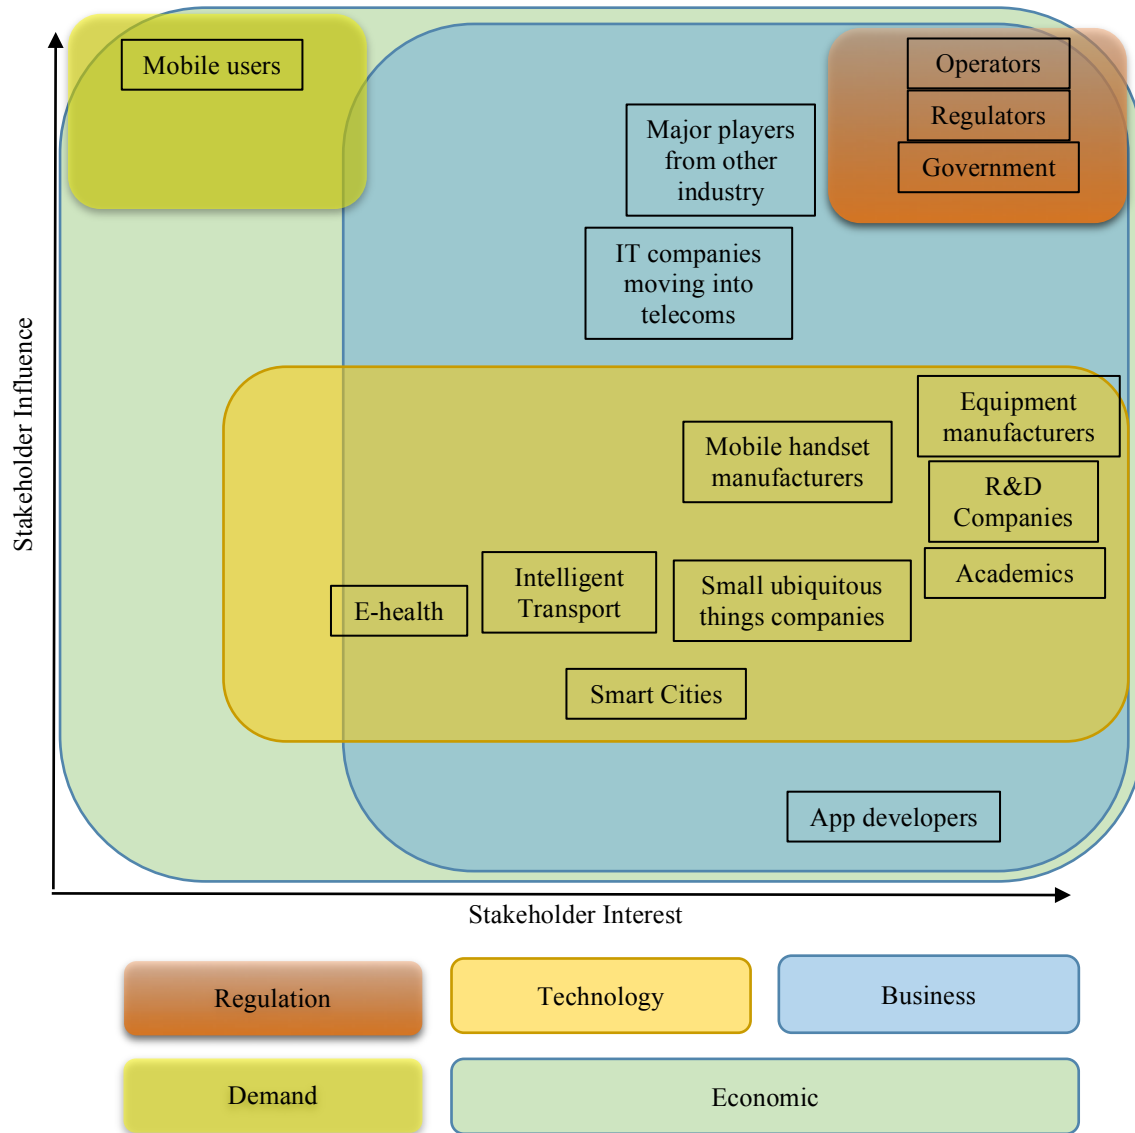 Mobile users
Operators
Regulators
Government
Major players
from other
industry
IT companies
moving into
telecoms
Equipment
manufacturers
Mobile handset
manufacturers
R&D
Companies
Academics
Intelligent
Transport
Small ubiquitous
things companies
E-health
Smart Cities
App developers
Stakeholder Influence
Stakeholder Interest
Regulation
Technology
Business
Demand
Economic